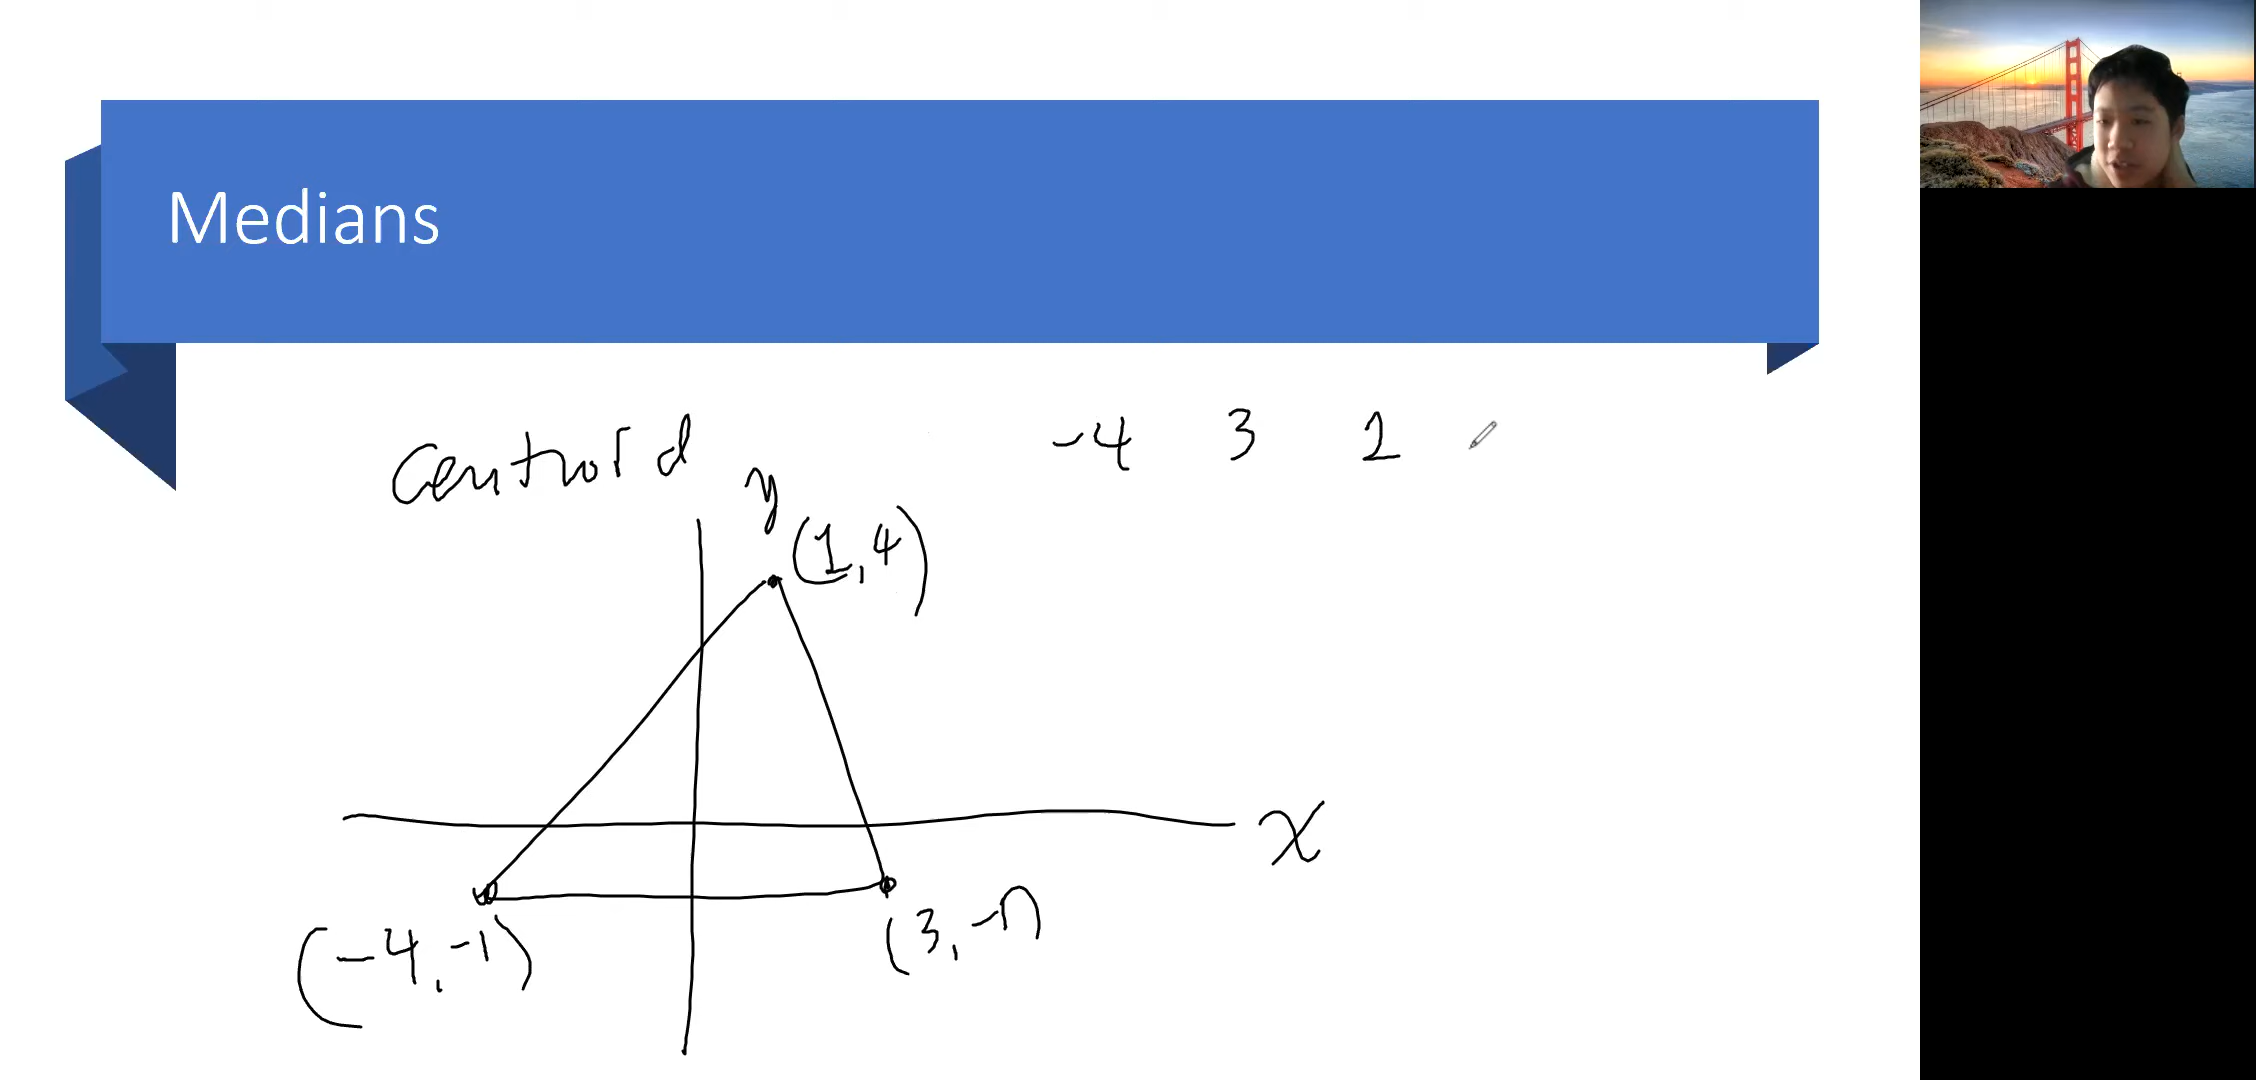 Medians
Centroid
-4 3 1
y
(1,4)
x
(-4,-1)
(3,-1)